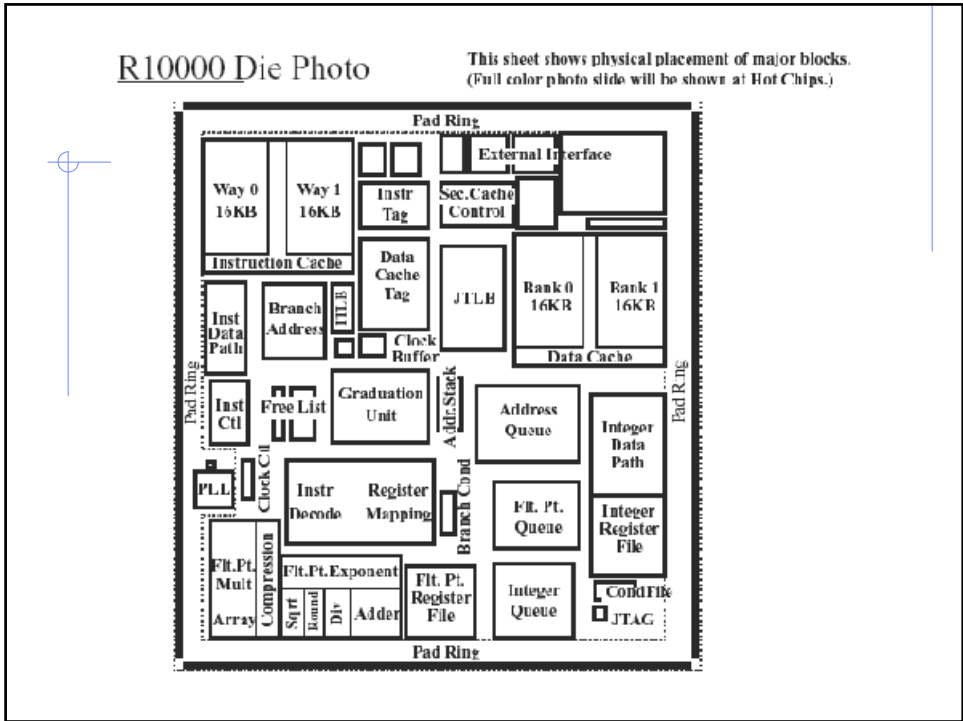 R10000 Die Photo
This sheet shows physical placement of major blocks.
(Full color photo slide will be shown at Hot Chips.)
Pad Ring
External Interface
Way 0
16KB
Way 1
16KB
Instruction Cache
Instr
Tag
Sec.Cache
Control
Data
Cache
Tag
JTLB
Bank 0
16KB
Bank 1
16KB
Data Cache
Inst
Data
Path
Branch
Address
ITLB
Clock
Buffer
Pad Ring
Pad Ring
Inst
Ctl
Free List
Graduation
Unit
Addr.Stack
Address
Queue
Integer
Data
Path
PLL
Clock Ctl
Instr
Decode
Register
Mapping
Branch Cond
Flt. Pt.
Queue
Integer
Register
File
Flt.Pt.
Mult
Array
Compression
Flt.Pt.Exponent
Sqrt
Round
Div
Adder
Flt. Pt.
Register
File
Integer
Queue
CondFile
JTAG
Pad Ring